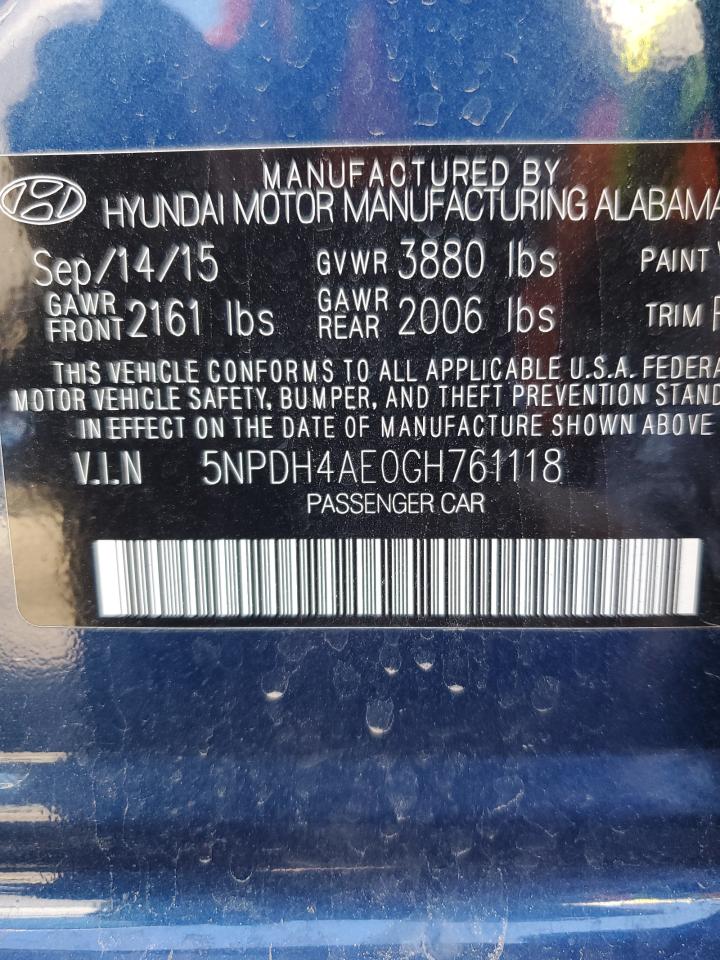 MANUFACTURED BY
HYUNDAI MOTOR MANUFACTURING ALABAMA
Sep/14/15 GVWR 3880 lbs PAINT
GAWR FRONT 2161 lbs GAWR REAR 2006 lbs TRIM
THIS VEHICLE CONFORMS TO ALL APPLICABLE U.S.A. FEDERA
MOTOR VEHICLE SAFETY, BUMPER, AND THEFT PREVENTION STAND
IN EFFECT ON THE DATE OF MANUFACTURE SHOWN ABOVE
V.I.N 5NPDH4AE0GH761118
PASSENGER CAR